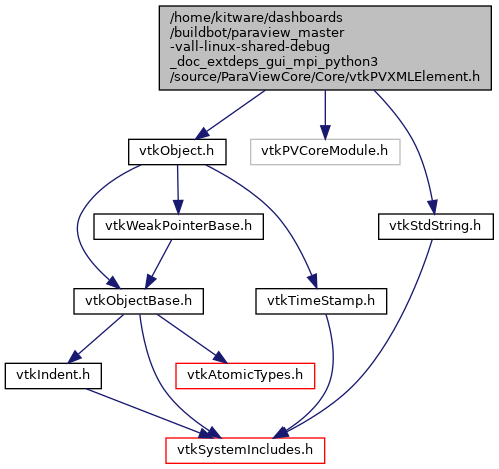 /home/kitware/dashboards
/buildbot/paraview_master
-vall-linux-shared-debug
_doc_extdeps_gui_mpi_python3
/source/ParaViewCore/Core/vtkPVXMLElement.h
vtkObject.h
vtkPVCoreModule.h
vtkWeakPointerBase.h
vtkStdString.h
vtkObjectBase.h
vtkTimeStamp.h
vtkIndent.h
vtkAtomicTypes.h
vtkSystemIncludes.h